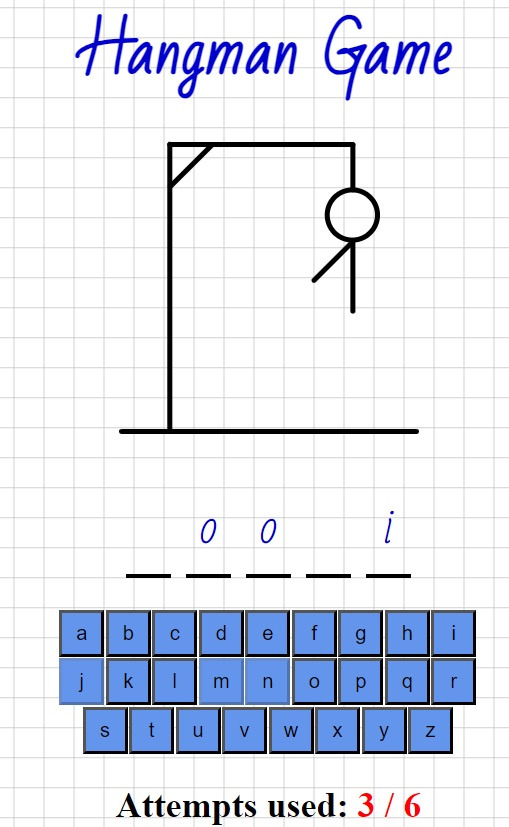 Hangman Game
o o i
a b c d e f g h i
j k l m n o p q r
s t u v w x y z
Attempts used: 3 / 6